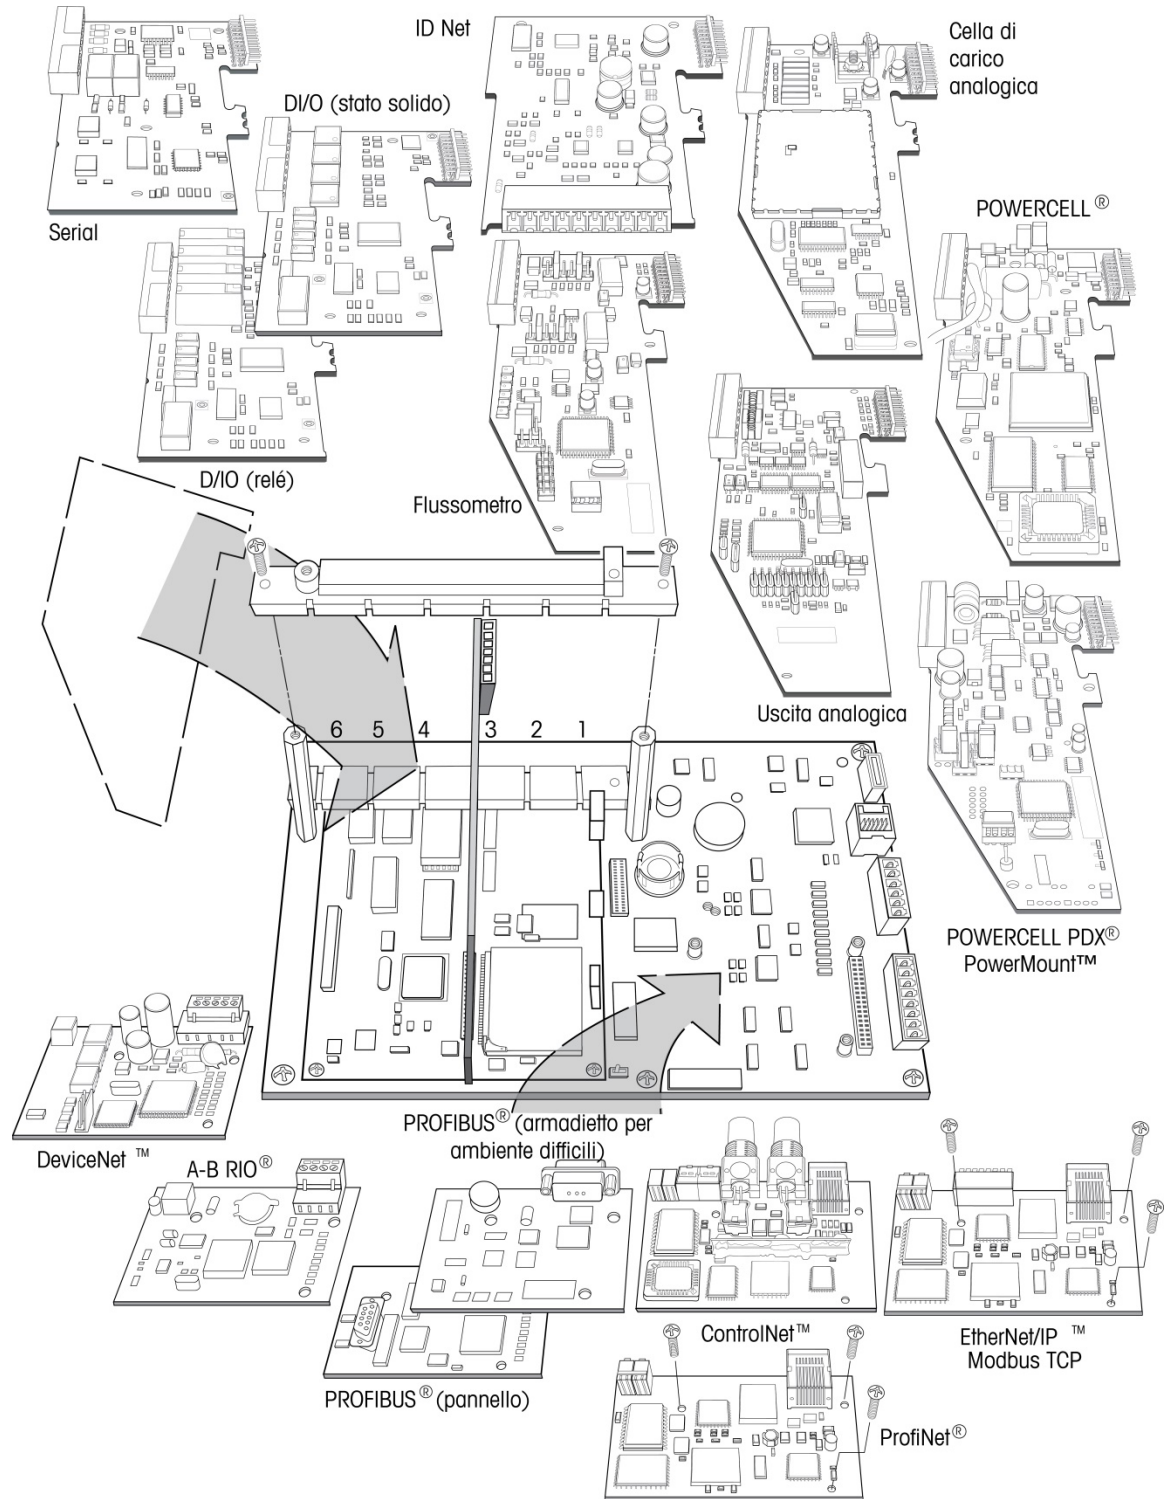 ID Net
Cella di
carico
analogica
DI/O (stato solido)
Serial
POWERCELL®
D/IO (relé)
Flussometro
Uscita analogica
6 5 4 3 2 1
POWERCELL PDX®
PowerMount™
PROFIBUS® (armadietto per
ambiente difficili)
DeviceNet ™
A-B RIO®
ControlNet™
EtherNet/IP ™
Modbus TCP
PROFIBUS® (pannello)
ProfiNet®